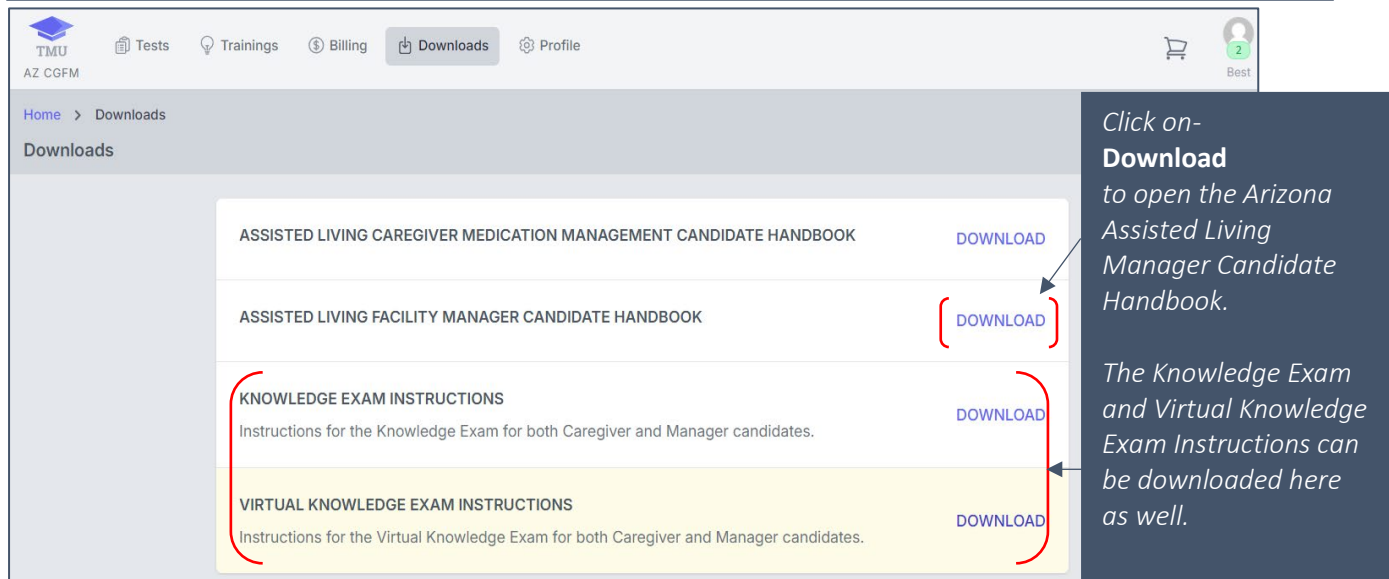 TMU
AZ CGFM
Tests
Trainings
Billing
Downloads
Profile
2
Best
Home > Downloads
Downloads
ASSISTED LIVING CAREGIVER MEDICATION MANAGEMENT CANDIDATE HANDBOOK
DOWNLOAD
ASSISTED LIVING FACILITY MANAGER CANDIDATE HANDBOOK
DOWNLOAD
KNOWLEDGE EXAM INSTRUCTIONS
Instructions for the Knowledge Exam for both Caregiver and Manager candidates.
DOWNLOAD
VIRTUAL KNOWLEDGE EXAM INSTRUCTIONS
Instructions for the Virtual Knowledge Exam for both Caregiver and Manager candidates.
DOWNLOAD
Click on-
Download
to open the Arizona
Assisted Living
Manager Candidate
Handbook.
The Knowledge Exam
and Virtual Knowledge
Exam Instructions can
be downloaded here
as well.